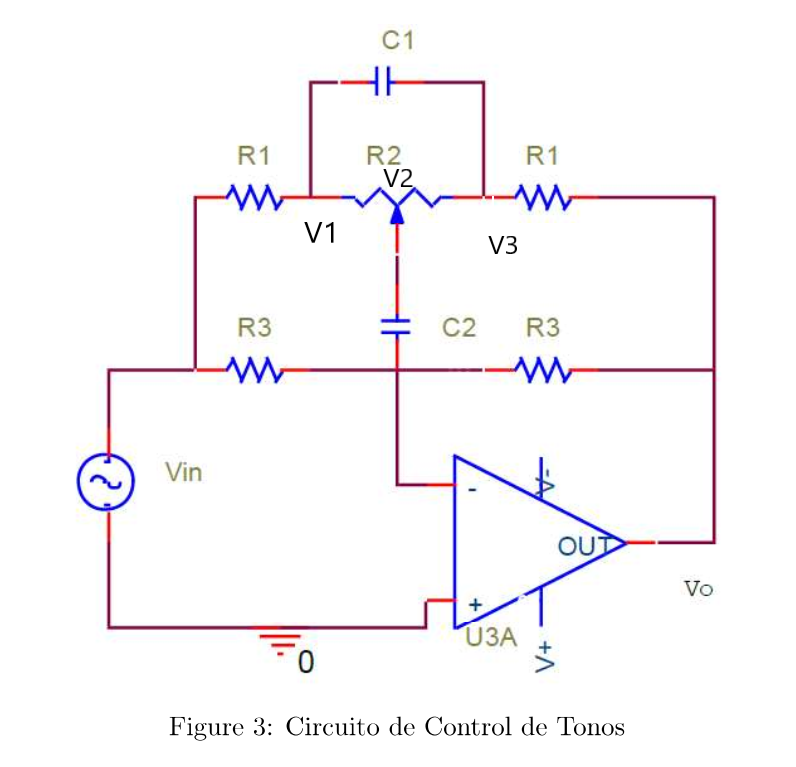 C1
R1 R2 R1
V2
V1 V3
R3 C2 R3
Vin
- V-
OUT
Vo
+
U3A V+
0
Figure 3: Circuito de Control de Tonos